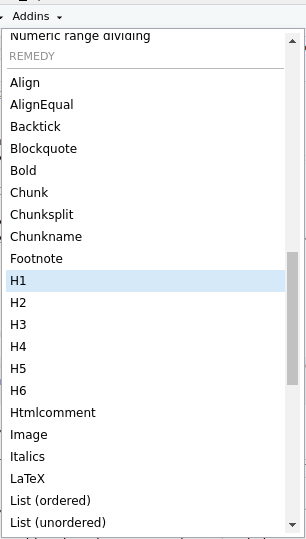 Addins
Numeric range dividing
REMEDY
Align
AlignEqual
Backtick
Blockquote
Bold
Chunk
Chunksplit
Chunkname
Footnote
H1
H2
H3
H4
H5
H6
Htmlcomment
Image
Italics
LaTeX
List (ordered)
List (unordered)